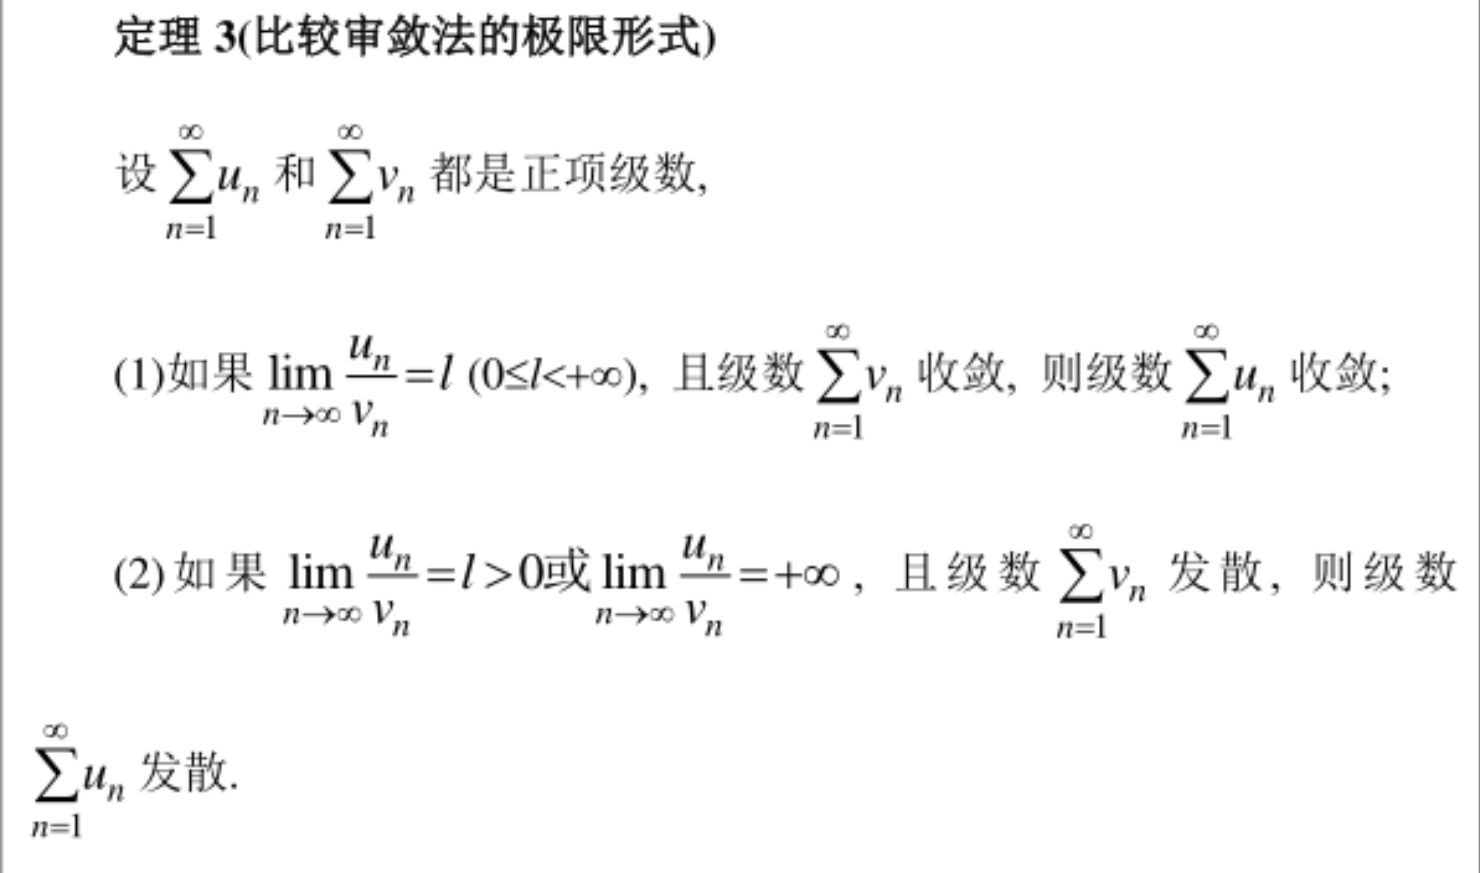 定理 3(比较审敛法的极限形式)
设 $\sum_{n=1}^{\infty} u_n$ 和 $\sum_{n=1}^{\infty} v_n$ 都是正项级数,
(1)如果 $\lim_{n\to\infty} \frac{u_n}{v_n}=l$ (0≤l<+∞), 且级数 $\sum_{n=1}^{\infty} v_n$ 收敛, 则级数 $\sum_{n=1}^{\infty} u_n$ 收敛;
(2)如果 $\lim_{n\to\infty} \frac{u_n}{v_n}=l>0$或$\lim_{n\to\infty} \frac{u_n}{v_n}=+\infty$, 且级数 $\sum_{n=1}^{\infty} v_n$ 发散, 则级数
$\sum_{n=1}^{\infty} u_n$ 发散.